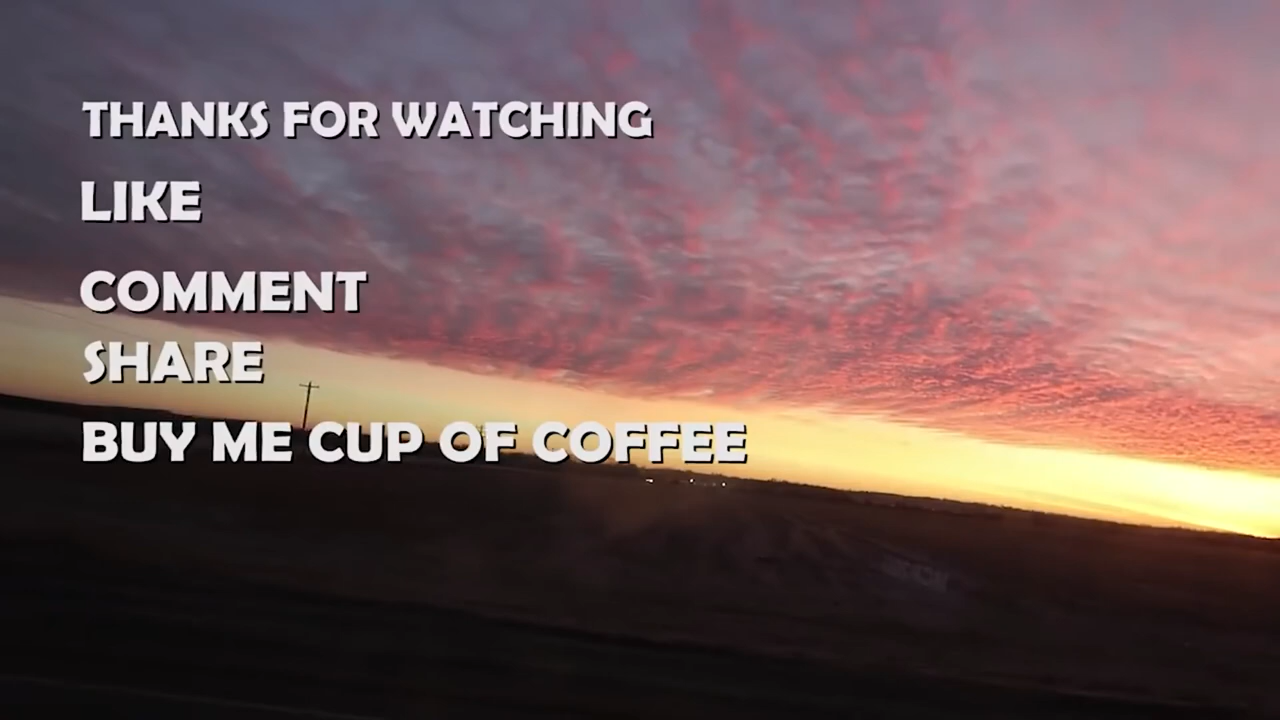 THANKS FOR WATCHING
LIKE
COMMENT
SHARE
BUY ME CUP OF COFFEE